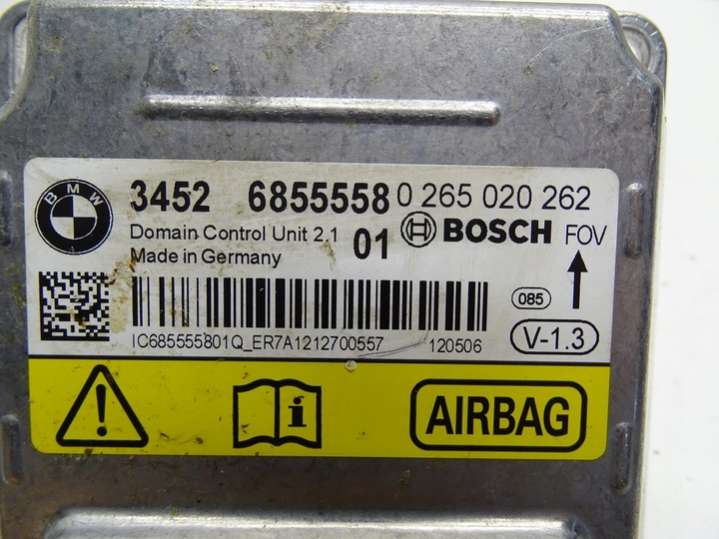 BMW
3452 6855558 0 265 020 262
Domain Control Unit 2.1 01 BOSCH FOV
Made in Germany
085
IC685555801Q_ER7A1212700557 120506 V-1.3
AIRBAG